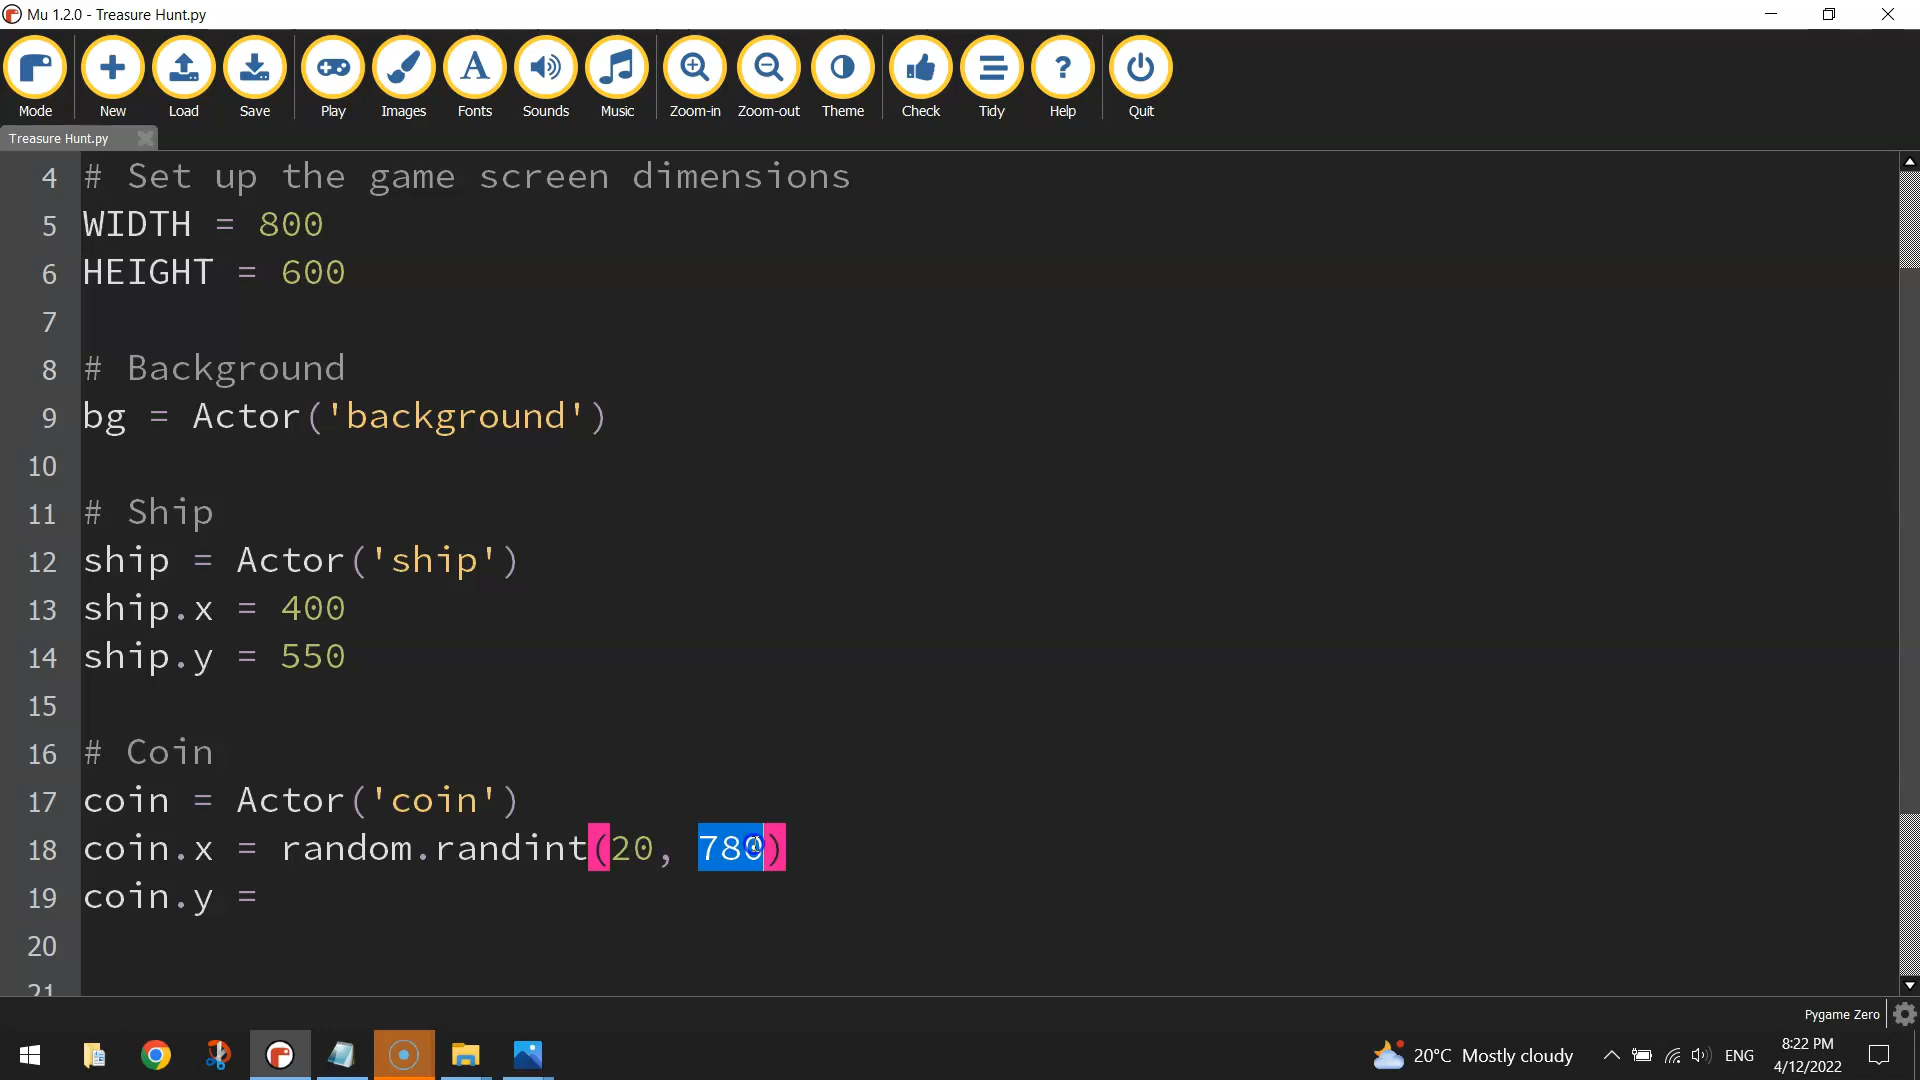 Mu 1.2.0 - Treasure Hunt.py
Mode New Load Save Play Images Fonts Sounds Music Zoom-in Zoom-out Theme Check Tidy Help Quit
Treasure Hunt.py
4 # Set up the game screen dimensions
5 WIDTH = 800
6 HEIGHT = 600
7
8 # Background
9 bg = Actor('background')
10
11 # Ship
12 ship = Actor('ship')
13 ship.x = 400
14 ship.y = 550
15
16 # Coin
17 coin = Actor('coin')
18 coin.x = random.randint(20, 780)
19 coin.y =
20
21
Pygame Zero
20°C Mostly cloudy ENG
8:22 PM
4/12/2022